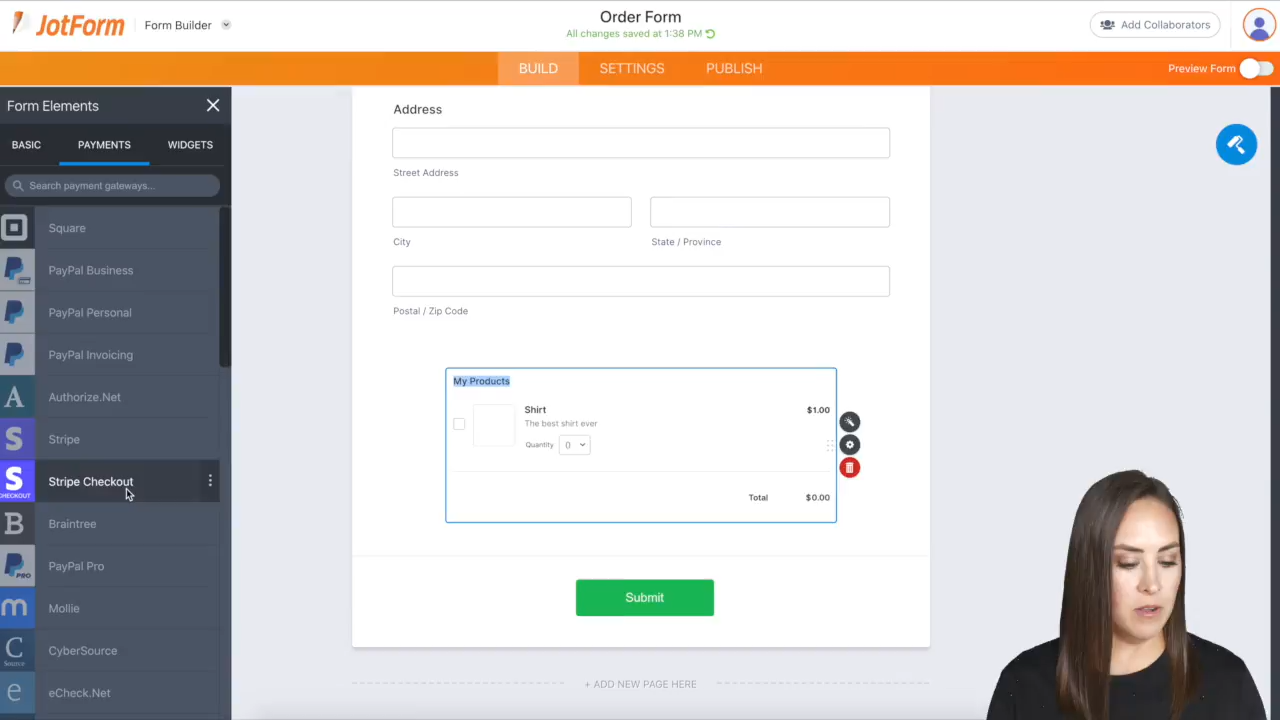 JotForm
Form Builder
Order Form
All changes saved at 1:38 PM
Add Collaborators
BUILD
SETTINGS
PUBLISH
Preview Form
Form Elements
BASIC
PAYMENTS
WIDGETS
Search payment gateways...
Square
PayPal Business
PayPal Personal
PayPal Invoicing
A
Authorize.Net
S
Stripe
S
CHECKOUT
Stripe Checkout
B
Braintree
PRO
PayPal Pro
m
Mollie
C
Source
CyberSource
e
eCheck.Net
Address
Street Address
City
State / Province
Postal / Zip Code
My Products
Shirt
$1.00
The best shirt ever
Quantity
()
Total
$0.00
Submit
+ ADD NEW PAGE HERE